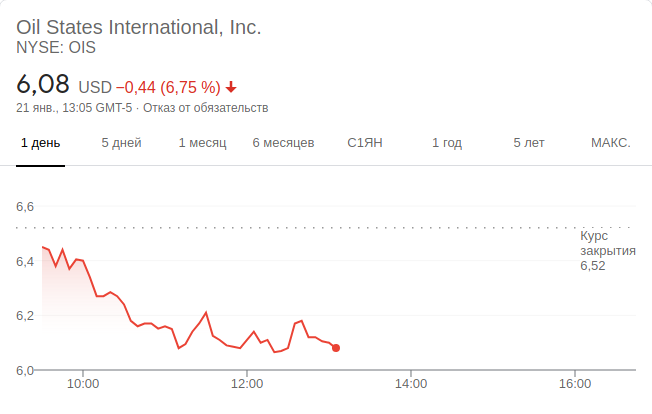 Oil States International, Inc.
NYSE: OIS
6,08 USD −0,44 (6,75 %)
21 янв., 13:05 GMT-5 · Отказ от обязательств
1 день 5 дней 1 месяц 6 месяцев С1ЯН 1 год 5 лет МАКС.
6,6
Курс
закрытия
6,52
6,4
6,2
6,0
10:00 12:00 14:00 16:00